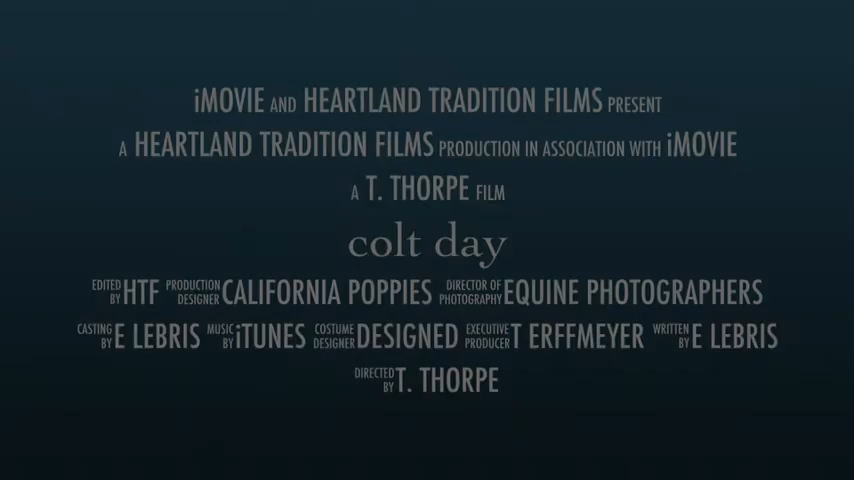 iMOVIE AND HEARTLAND TRADITION FILMS PRESENT
A HEARTLAND TRADITION FILMS PRODUCTION IN ASSOCIATION WITH iMOVIE
A T. THORPE FILM
colt day
EDITED BY HTF PRODUCTION DESIGNER CALIFORNIA POPPIES DIRECTOR OF PHOTOGRAPHY EQUINE PHOTOGRAPHERS
CASTING BY E LEBRIS MUSIC BY iTUNES COSTUME DESIGNER DESIGNED EXECUTIVE PRODUCER T ERFFMEYER WRITTEN BY E LEBRIS
DIRECTED BY T. THORPE